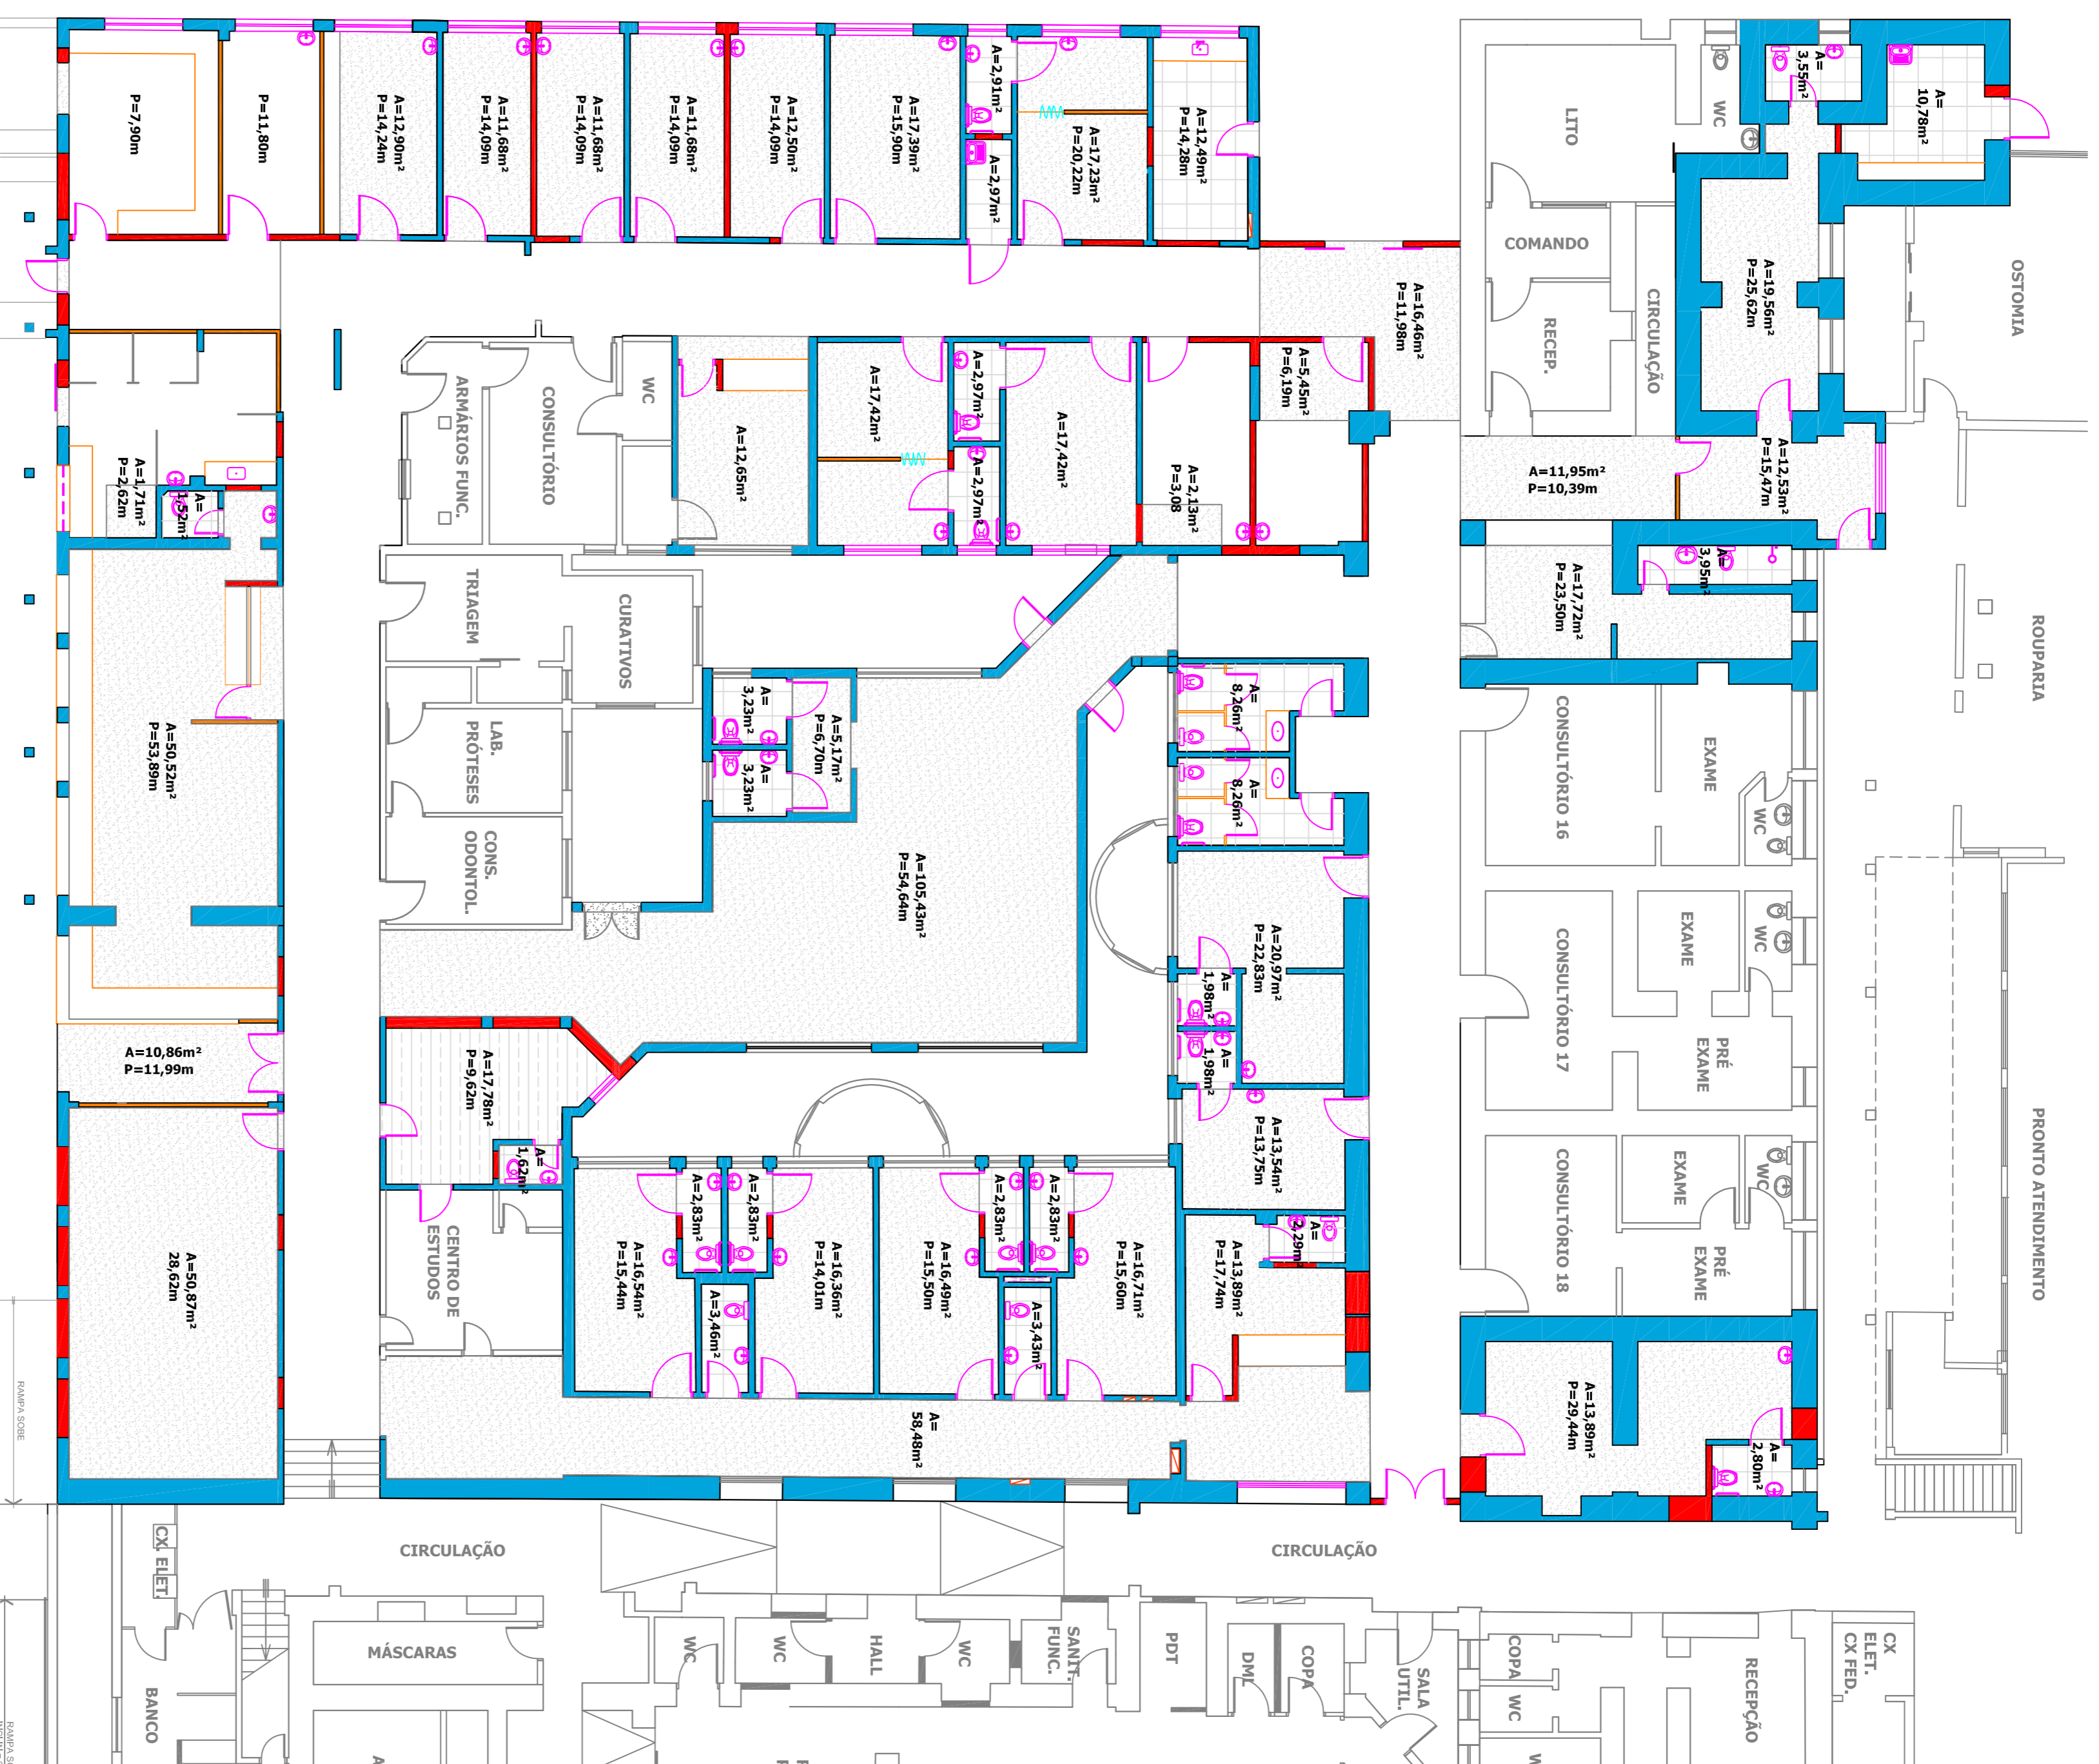 P=7,90m
P=11,80m
A=12,90m²
P=14,24m
A=11,68m²
P=14,09m
A=11,68m²
P=14,09m
A=11,68m²
P=14,09m
A=12,50m²
P=14,09m
A=17,39m²
P=15,90m
A=2,91m²
A=2,97m²
A=17,23m²
P=20,22m
A=12,49m²
P=14,28m
LITO
WC
A=
3,55m²
A=
10,78m²
COMANDO
RECEP.
CIRCULAÇÃO
A=19,56m²
P=25,62m
OSTOMIA
A=16,46m²
P=11,98m
ARMÁRIOS FUNC.
CONSULTÓRIO
WC
A=12,65m²
A=17,42m²
A=2,97m²
A=2,97m²
A=17,42m²
A=2,13m²
P=3,08
A=5,45m²
P=6,19m
A=11,95m²
P=10,39m
A=12,53m²
P=15,47m
A=1,71m²
P=2,62m
A=
1,52m²
TRIAGEM
CURATIVOS
A=17,72m²
P=23,50m
A=
3,95m²
ROUPARIA
A=50,52m²
P=53,89m
LAB.
PRÓTESES
CONS.
ODONTOL.
A=
3,23m²
A=
3,23m²
A=5,17m²
P=6,70m
A=105,43m²
P=54,64m
A=
8,26m²
A=
8,26m²
CONSULTÓRIO 16
EXAME
WC
A=20,97m²
P=22,83m
A=
1,98m²
A=
1,98m²
CONSULTÓRIO 17
EXAME
WC
PRÉ
EXAME
A=10,86m²
P=11,99m
A=17,78m²
P=9,62m
A=
1,62m²
A=13,54m²
P=13,75m
CONSULTÓRIO 18
EXAME
WC
PRÉ
EXAME
PRONTO ATENDIMENTO
A=50,87m²
28,62m
CENTRO DE
ESTUDOS
A=16,54m²
P=15,44m
A=2,83m²
A=2,83m²
A=3,46m²
A=16,36m²
P=14,01m
A=16,49m²
P=15,50m
A=2,83m²
A=2,83m²
A=3,43m²
A=16,71m²
P=15,60m
A=13,89m²
P=17,74m
A=
2,29m²
A=
58,48m²
A=13,89m²
P=29,44m
A=
2,80m²
RAMPA SOBE
CX. ELET.
CIRCULAÇÃO
CIRCULAÇÃO
BANCO
MÁSCARAS
WC
WC
HALL
WC
SANIT.
FUNC.
PDT
DML
COPA
SALA
UTIL.
COPA
WC
RECEPÇÃO
CX
ELET.
CX FED.